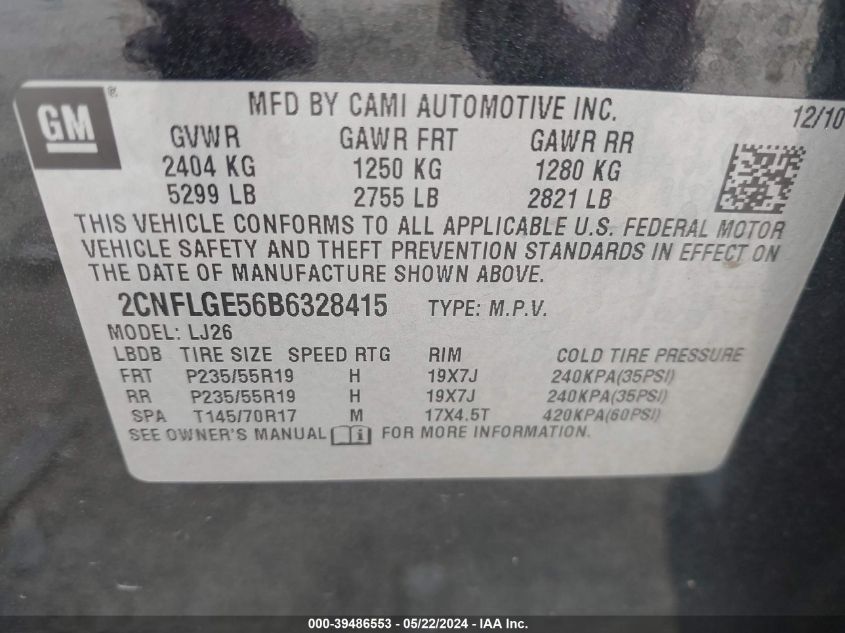 GM®
MFD BY CAMI AUTOMOTIVE INC. 12/10
GVWR GAWR FRT GAWR RR
2404 KG 1250 KG 1280 KG
5299 LB 2755 LB 2821 LB
THIS VEHICLE CONFORMS TO ALL APPLICABLE U.S. FEDERAL MOTOR
VEHICLE SAFETY AND THEFT PREVENTION STANDARDS IN EFFECT ON
THE DATE OF MANUFACTURE SHOWN ABOVE.
2CNFLGE56B6328415 TYPE: M.P.V.
MODEL: LJ26
LBDB TIRE SIZE SPEED RTG RIM COLD TIRE PRESSURE
FRT P235/55R19 H 19X7J 240KPA(35PSI)
RR P235/55R19 H 19X7J 240KPA(35PSI)
SPA T145/70R17 M 17X4.5T 420KPA(60PSI)
SEE OWNER'S MANUAL i FOR MORE INFORMATION.
000-39486553 - 05/22/2024 - IAA Inc.